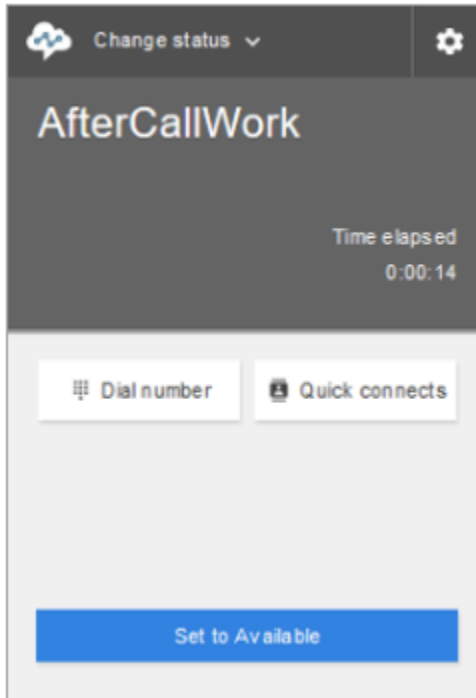 Change status
AfterCallWork
Time elapsed
0:00:14
Dial number
Quick connects
Set to Available